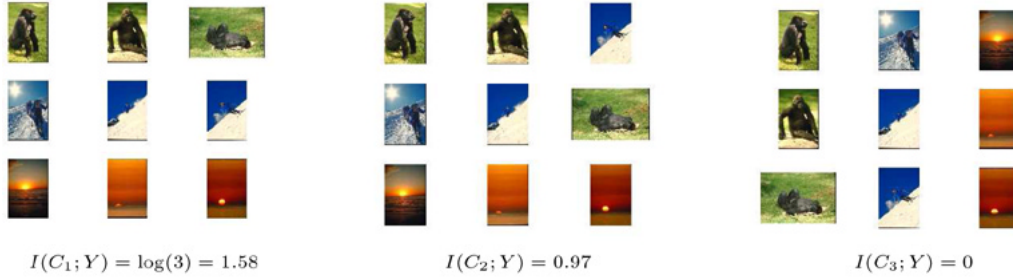 I(C₁; Y) = log(3) = 1.58
I(C₂; Y) = 0.97
I(C₃; Y) = 0